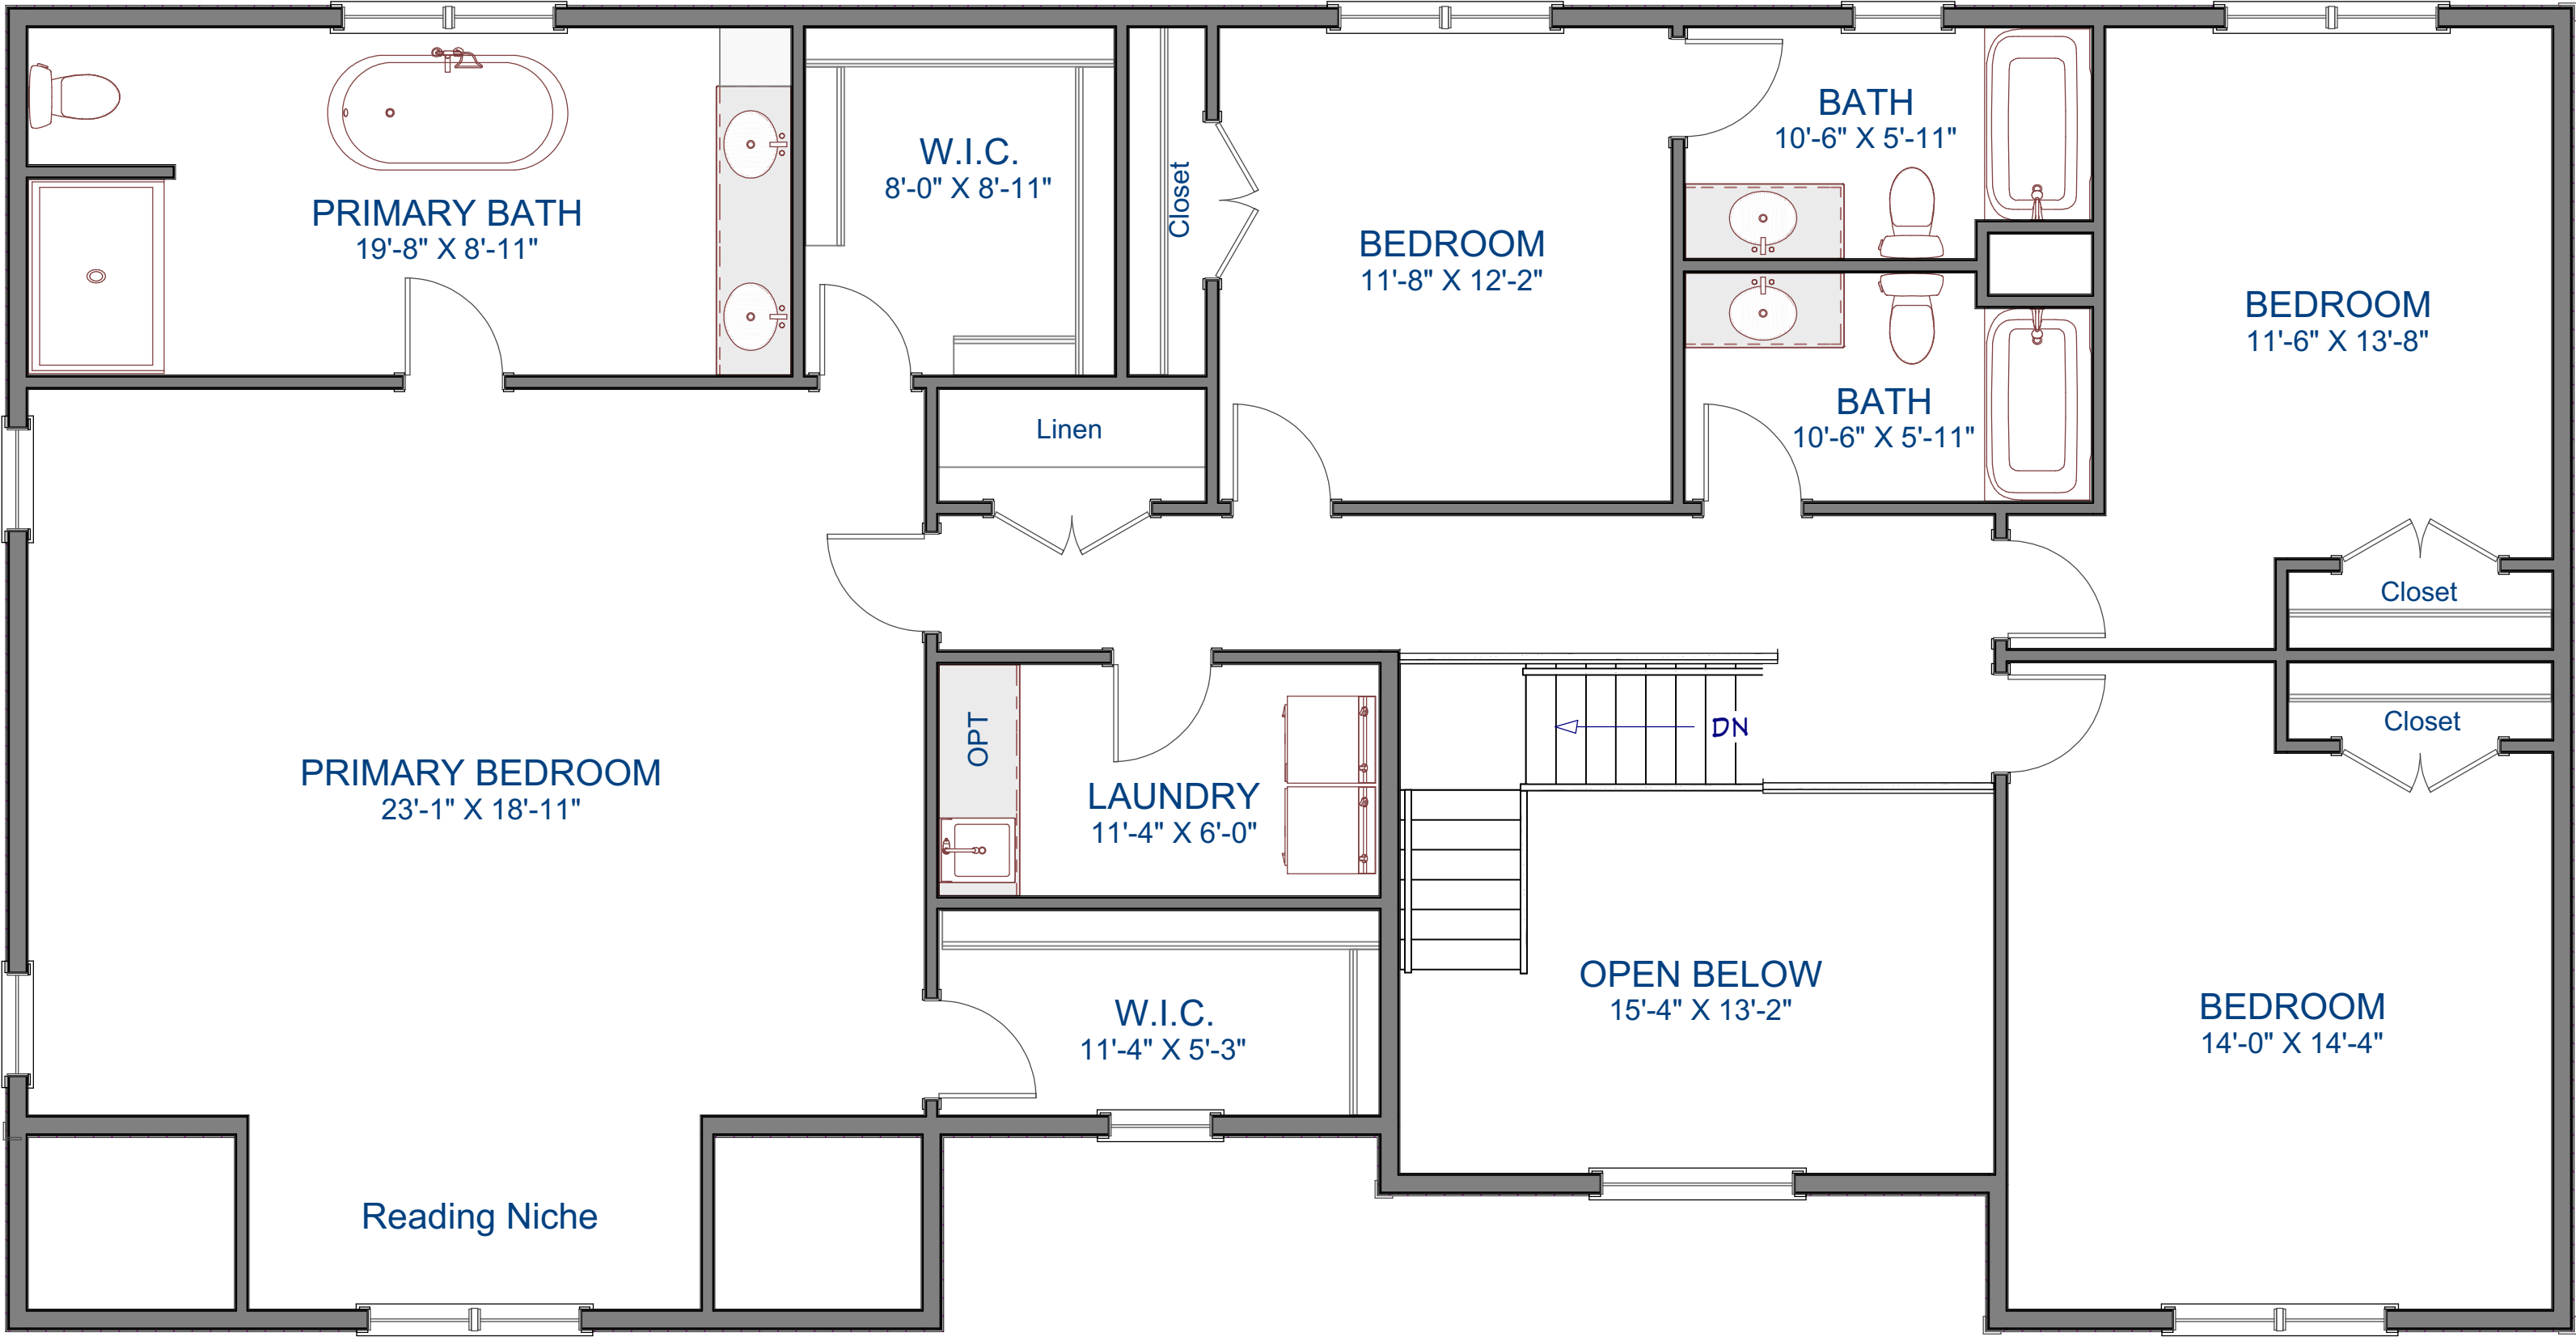 PRIMARY BATH
19'-8" X 8'-11"
W.I.C.
8'-0" X 8'-11"
Closet
BEDROOM
11'-8" X 12'-2"
BATH
10'-6" X 5'-11"
BATH
10'-6" X 5'-11"
BEDROOM
11'-6" X 13'-8"
Linen
Closet
Closet
PRIMARY BEDROOM
23'-1" X 18'-11"
OPT
LAUNDRY
11'-4" X 6'-0"
DN
W.I.C.
11'-4" X 5'-3"
OPEN BELOW
15'-4" X 13'-2"
BEDROOM
14'-0" X 14'-4"
Reading Niche